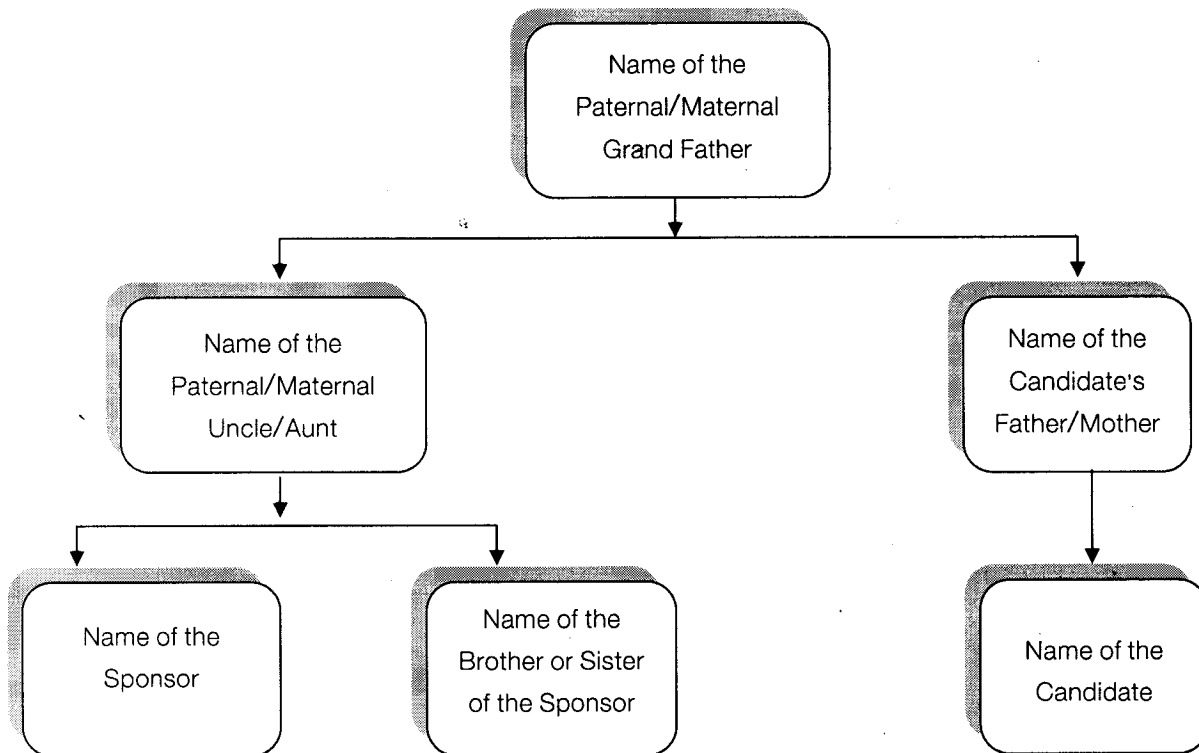 Name of the
Paternal/Maternal
Grand Father
Name of the
Paternal/Maternal
Uncle/Aunt
Name of the
Candidate's
Father/Mother
Name of the
Sponsor
Name of the
Brother or Sister
of the Sponsor
Name of the
Candidate